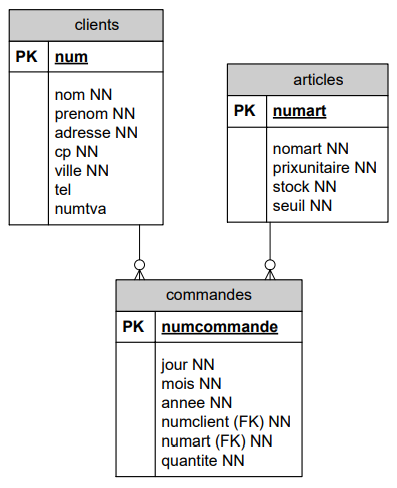 clients
PK num
nom NN
prenom NN
adresse NN
cp NN
ville NN
tel
numtva
articles
PK numart
nomart NN
prixunitaire NN
stock NN
seuil NN
commandes
PK numcommande
jour NN
mois NN
annee NN
numclient (FK) NN
numart (FK) NN
quantite NN